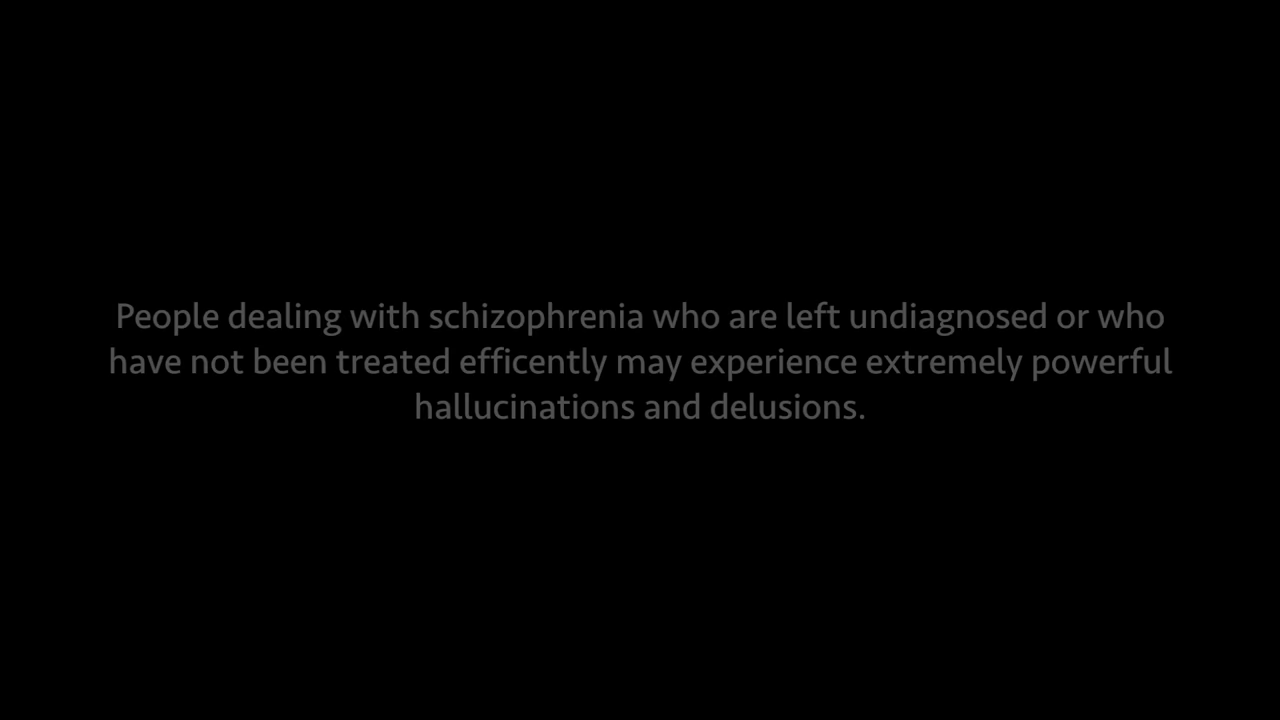 People dealing with schizophrenia who are left undiagnosed or who
have not been treated efficently may experience extremely powerful
hallucinations and delusions.